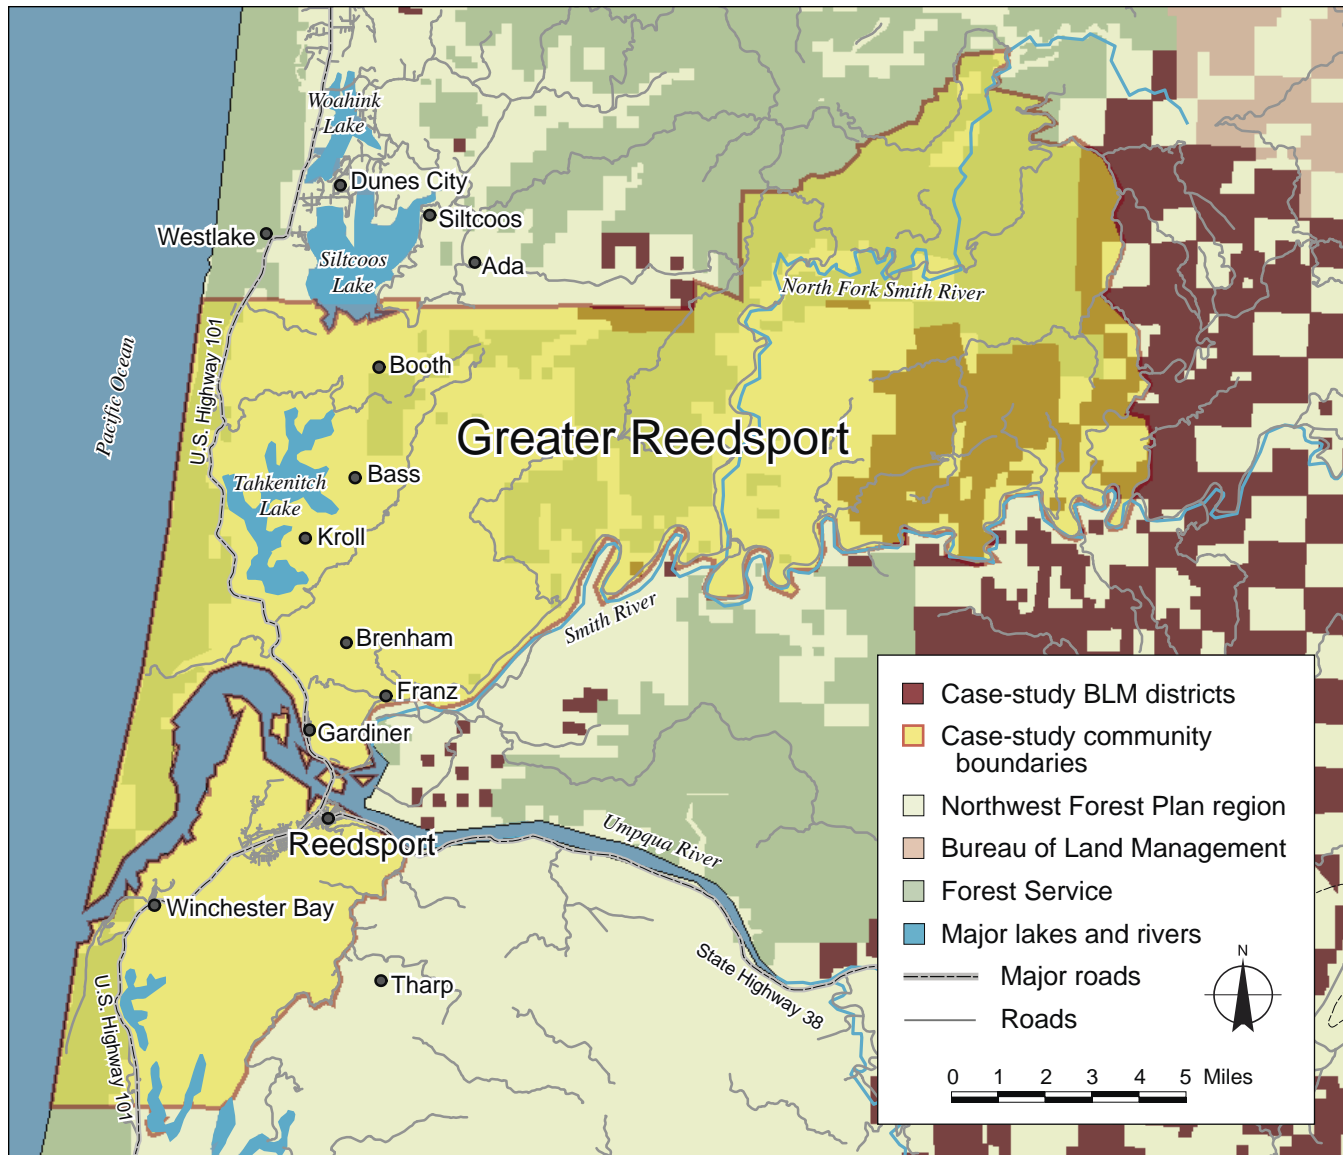 Woahink
Lake
Dunes City
Siltcoos
Westlake
Siltcoos
Lake
Ada
North Fork Smith River
Pacific Ocean
U.S. Highway 101
Booth
Greater Reedsport
Bass
Tahkenitch
Lake
Kroll
Smith River
Brenham
Franz
Gardiner
Reedsport
Umpqua River
Winchester Bay
State Highway 38
Tharp
U.S. Highway 101
Case-study BLM districts
Case-study community
boundaries
Northwest Forest Plan region
Bureau of Land Management
Forest Service
Major lakes and rivers
Major roads
Roads
N
0 1 2 3 4 5 Miles